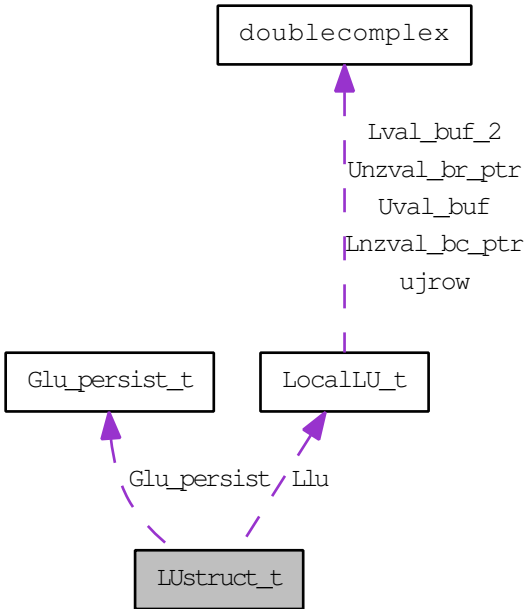 doublecomplex
Lval_buf_2
Unzval_br_ptr
Uval_buf
Lnzval_bc_ptr
ujrow
Glu_persist_t
LocalLU_t
Glu_persist
Llu
LUstruct_t